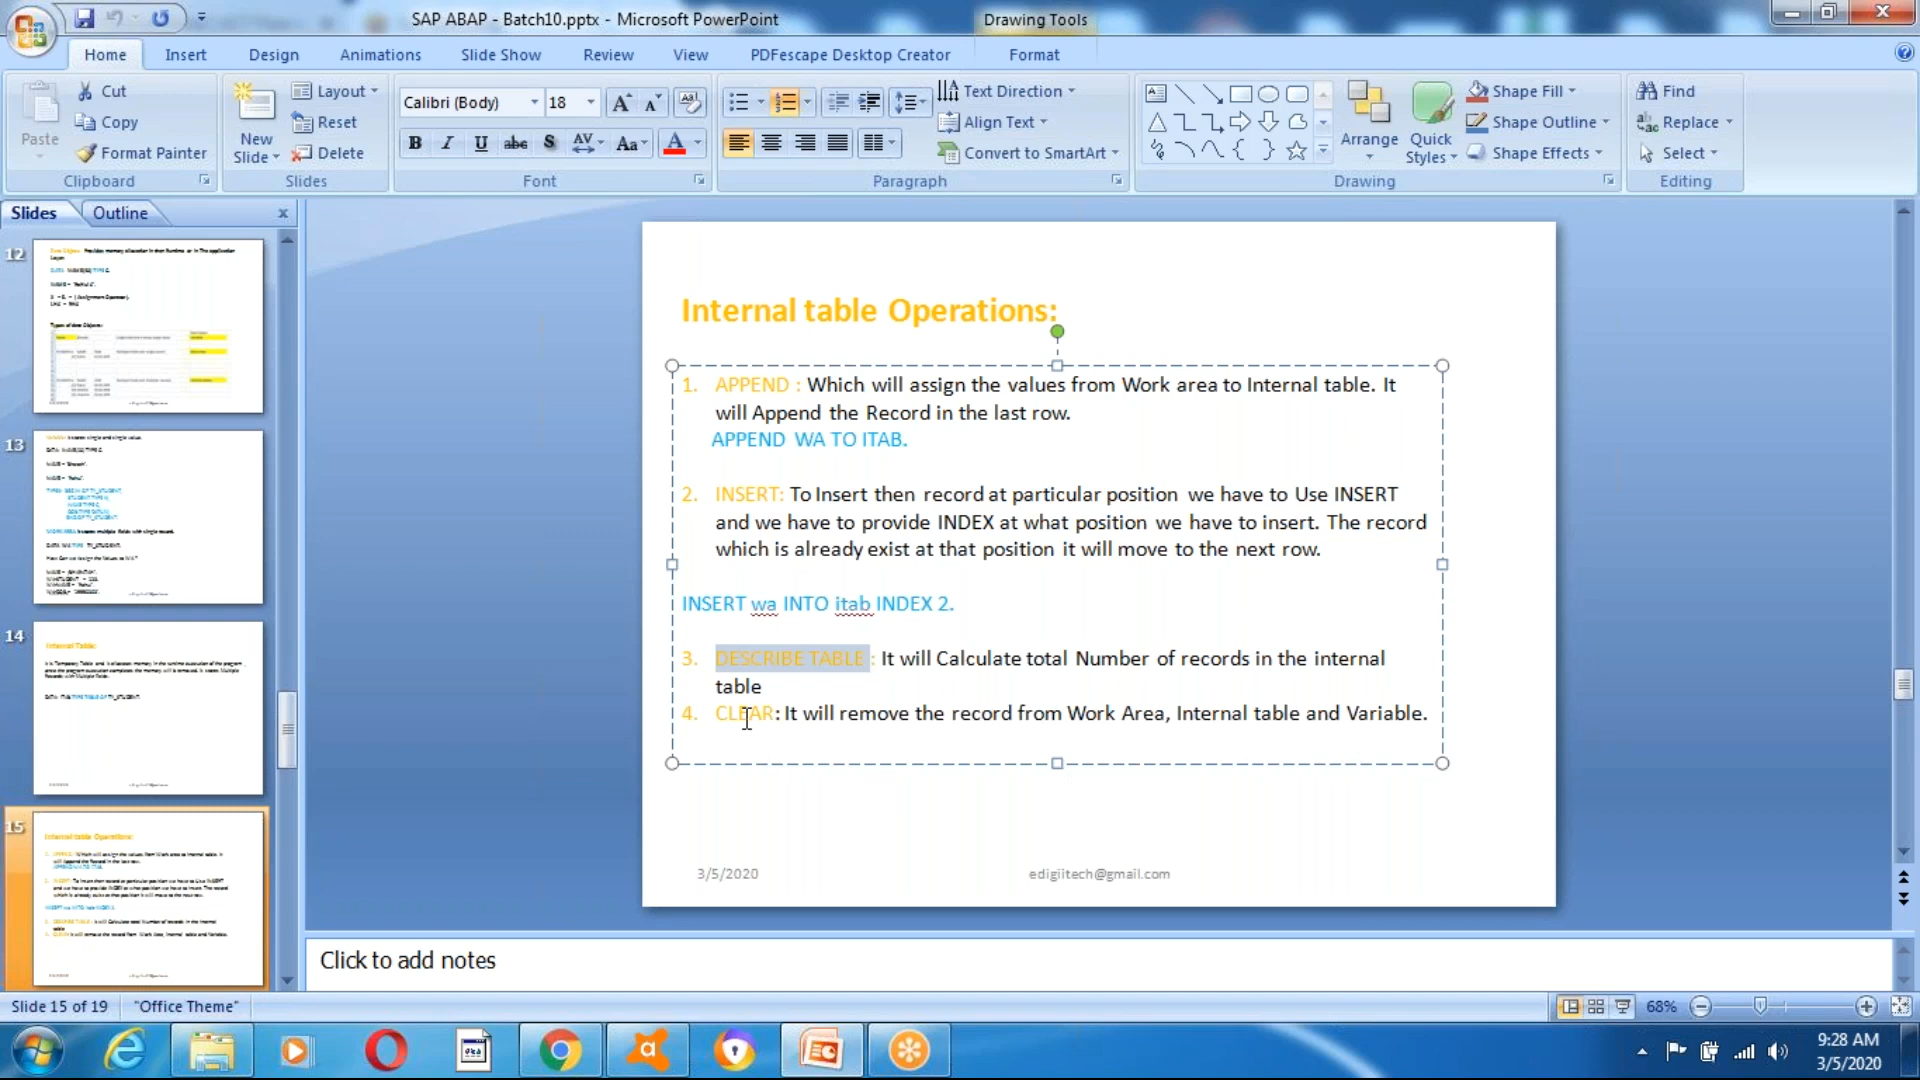 SAP ABAP - Batch10.pptx - Microsoft PowerPoint
Drawing Tools
Home
Insert
Design
Animations
Slide Show
Review
View
PDFescape Desktop Creator
Format
Paste
Cut
Copy
Format Painter
Clipboard
New
Slide
Layout
Reset
Delete
Slides
Calibri (Body)
18
Font
Text Direction
Align Text
Convert to SmartArt
Paragraph
Arrange
Quick
Styles
Shape Fill
Shape Outline
Shape Effects
Drawing
Find
Replace
Select
Editing
Slides
Outline
12
13
14
15
Internal Table:
Internal table Operations:
Internal table Operations:
1. APPEND : Which will assign the values from Work area to Internal table. It
will Append the Record in the last row.
APPEND WA TO ITAB.
2. INSERT: To Insert then record at particular position we have to Use INSERT
and we have to provide INDEX at what position we have to insert. The record
which is already exist at that position it will move to the next row.
INSERT wa INTO itab INDEX 2.
3. DESCRIBE TABLE : It will Calculate total Number of records in the internal
table
4. CLEAR: It will remove the record from Work Area, Internal table and Variable.
3/5/2020
edigiitech@gmail.com
Click to add notes
Slide 15 of 19
"Office Theme"
68%
9:28 AM
3/5/2020